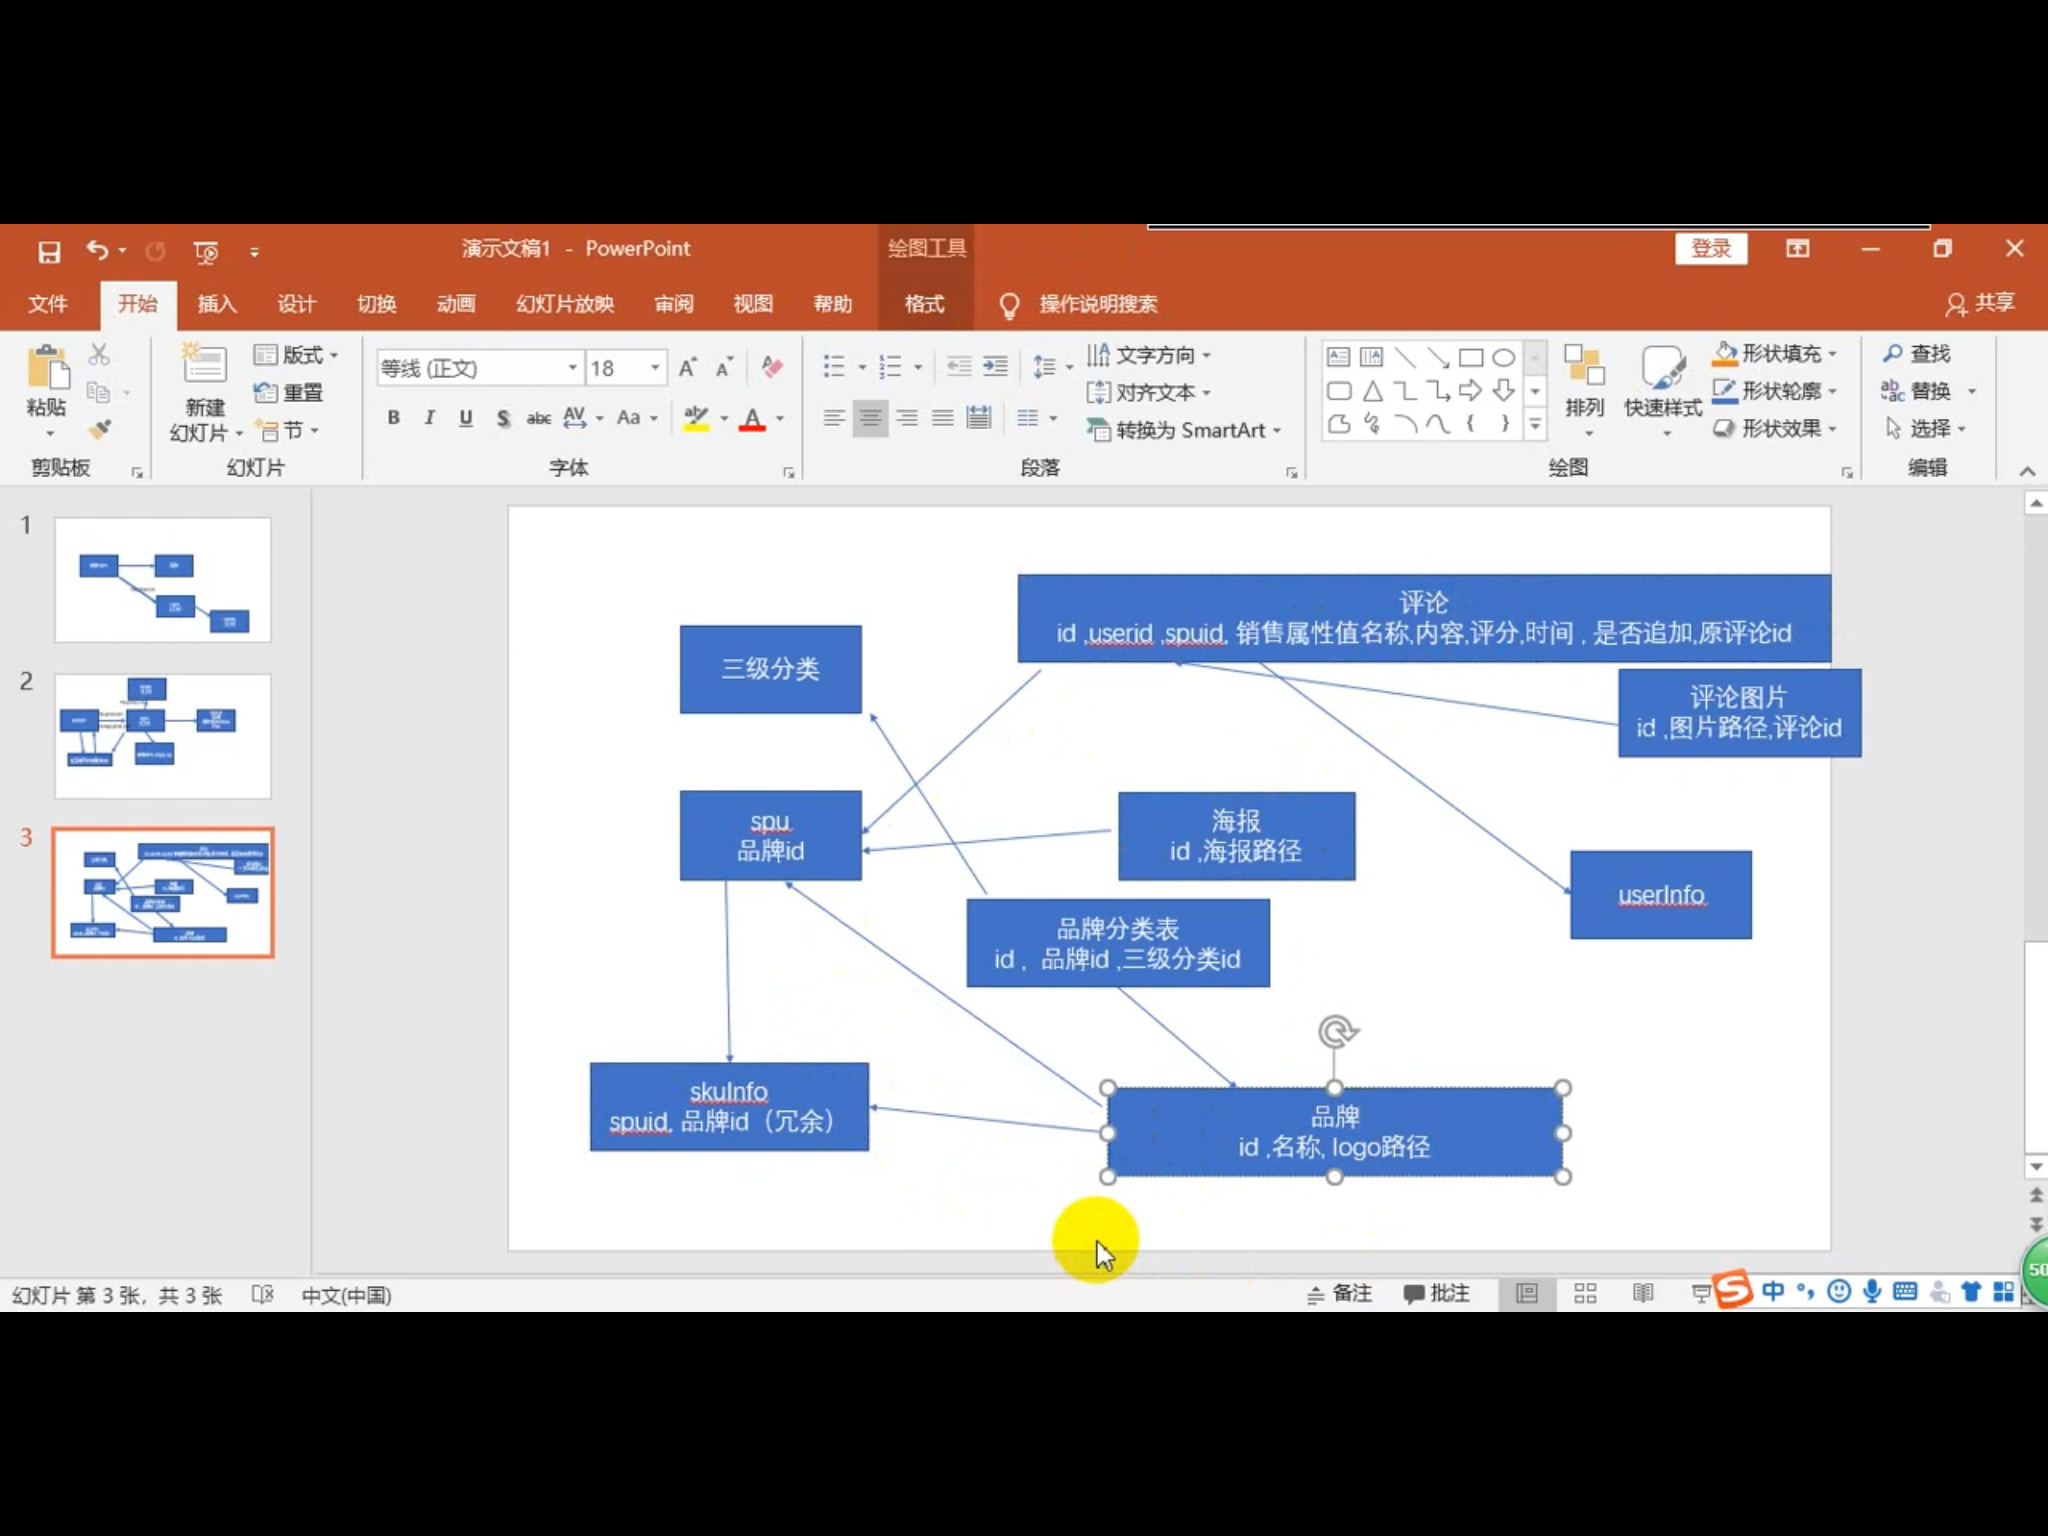 演示文稿1 - PowerPoint
绘图工具
登录
文件 开始 插入 设计 切换 动画 幻灯片放映 审阅 视图 帮助 格式 操作说明搜索 共享
粘贴
剪贴板
新建
幻灯片
版式
重置
节
幻灯片
等线 (正文) 18
B I U S abc AV Aa A
字体
文字方向
对齐文本
转换为 SmartArt
段落
排列
快速样式
形状填充
形状轮廓
形状效果
绘图
查找
替换
选择
编辑
1
2
3
评论
id ,userid ,spuid, 销售属性值名称,内容,评分,时间 , 是否追加,原评论id
三级分类
评论图片
id ,图片路径,评论id
spu
品牌id
海报
id ,海报路径
userInfo
品牌分类表
id , 品牌id ,三级分类id
skuInfo
spuid, 品牌id（冗余）
品牌
id ,名称, logo路径
幻灯片 第 3 张，共 3 张 中文(中国)
备注 批注
中
50